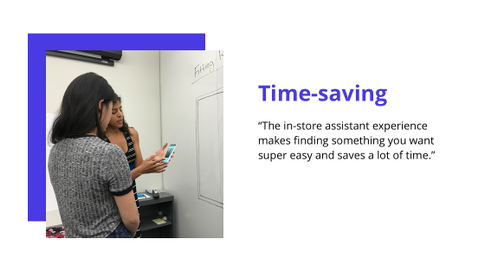 Fitting
Time-saving
“The in-store assistant experience
makes finding something you want
super easy and saves a lot of time.”